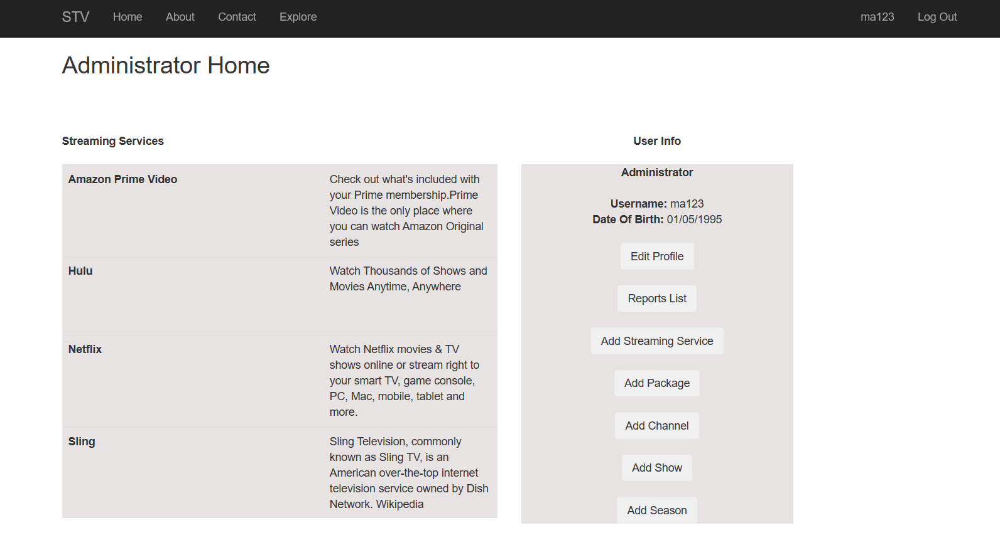 STV Home About Contact Explore ma123 Log Out
Administrator Home
Streaming Services
Amazon Prime Video
Check out what's included with
your Prime membership.Prime
Video is the only place where
you can watch Amazon Original
series
Hulu
Watch Thousands of Shows and
Movies Anytime, Anywhere
Netflix
Watch Netflix movies & TV
shows online or stream right to
your smart TV, game console,
PC, Mac, mobile, tablet and
more.
Sling
Sling Television, commonly
known as Sling TV, is an
American over-the-top internet
television service owned by Dish
Network. Wikipedia
User Info
Administrator
Username: ma123
Date Of Birth: 01/05/1995
Edit Profile
Reports List
Add Streaming Service
Add Package
Add Channel
Add Show
Add Season